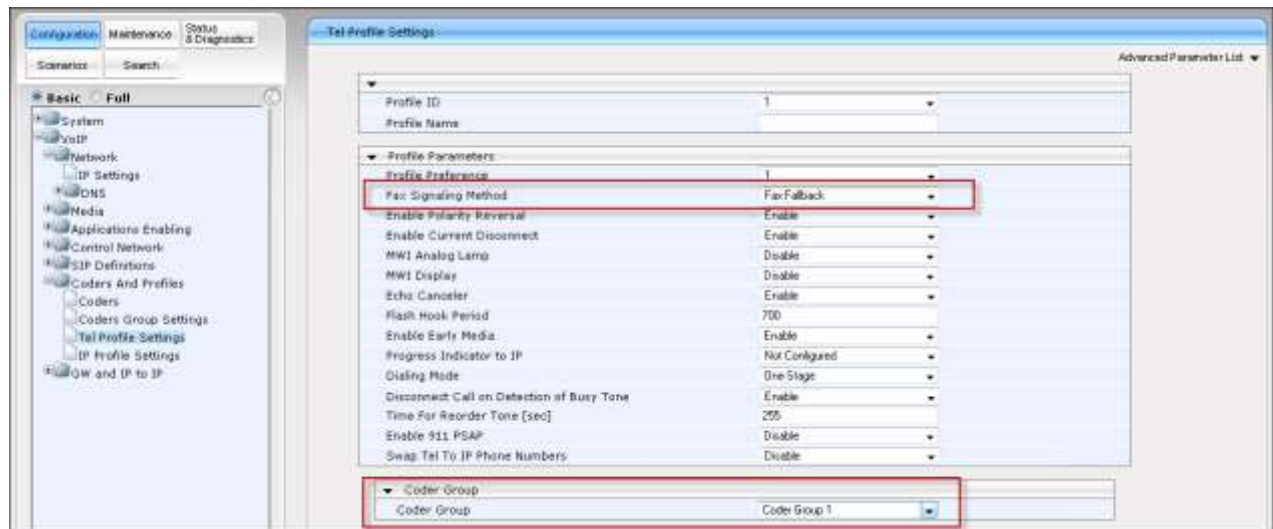 Configuration Maintenance Status & Diagnostics
Scenarios Search
Basic Full
System
VoIP
Network
IP Settings
DNS
Media
Applications Enabling
Control Network
SIP Definitions
Coders And Profiles
Coders
Coders Group Settings
Tel Profile Settings
IP Profile Settings
GW and IP to IP
Tel Profile Settings
Advanced Parameter List
Profile ID 1
Profile Name
Profile Parameters
Profile Preference 1
Fax Signaling Method Fax Fallback
Enable Polarity Reversal Enable
Enable Current Disconnect Enable
MWI Analog Lamp Disable
MWI Display Disable
Echo Canceler Enable
Flash Hook Period 700
Enable Early Media Enable
Progress Indicator to IP Not Configured
Dialing Mode One Stage
Disconnect Call on Detection of Busy Tone Enable
Time For Reorder Tone [sec] 255
Enable 911 PSAP Disable
Swap Tel To IP Phone Numbers Disable
Coder Group
Coder Group Coder Group 1